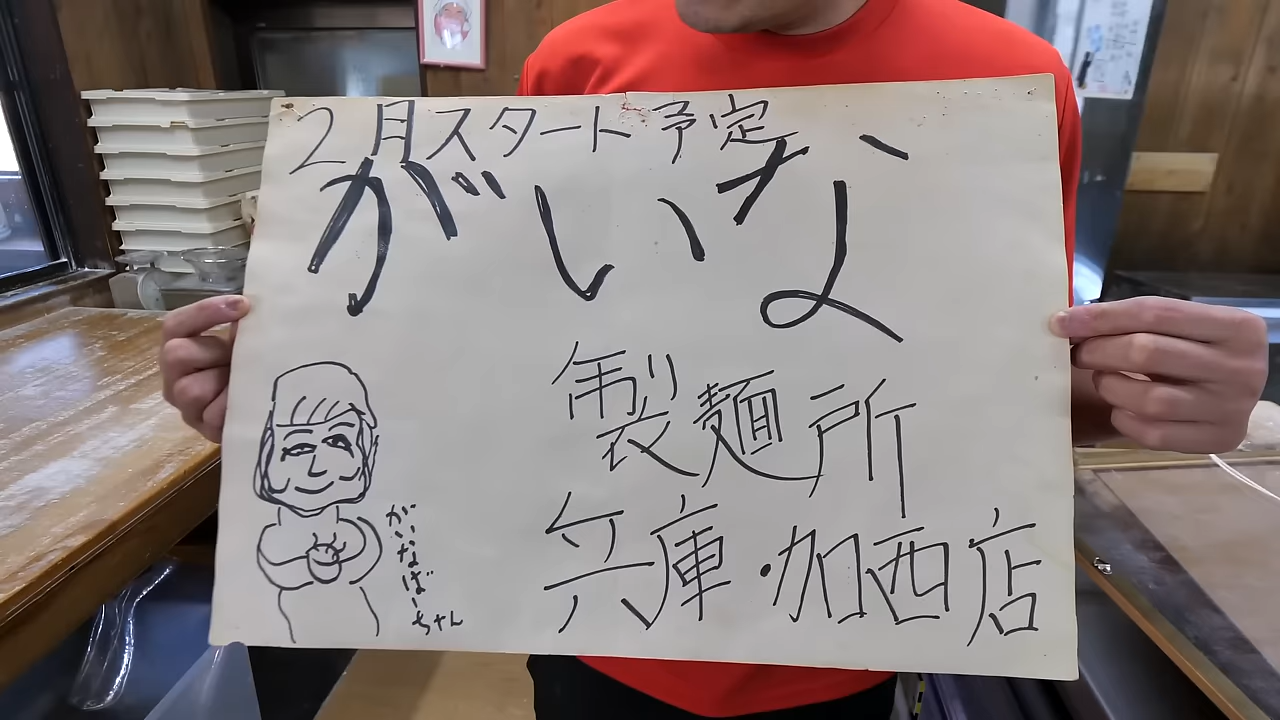 2月スタート予定
がいな
製麺所
兵庫・加西店
がいなばーちゃん